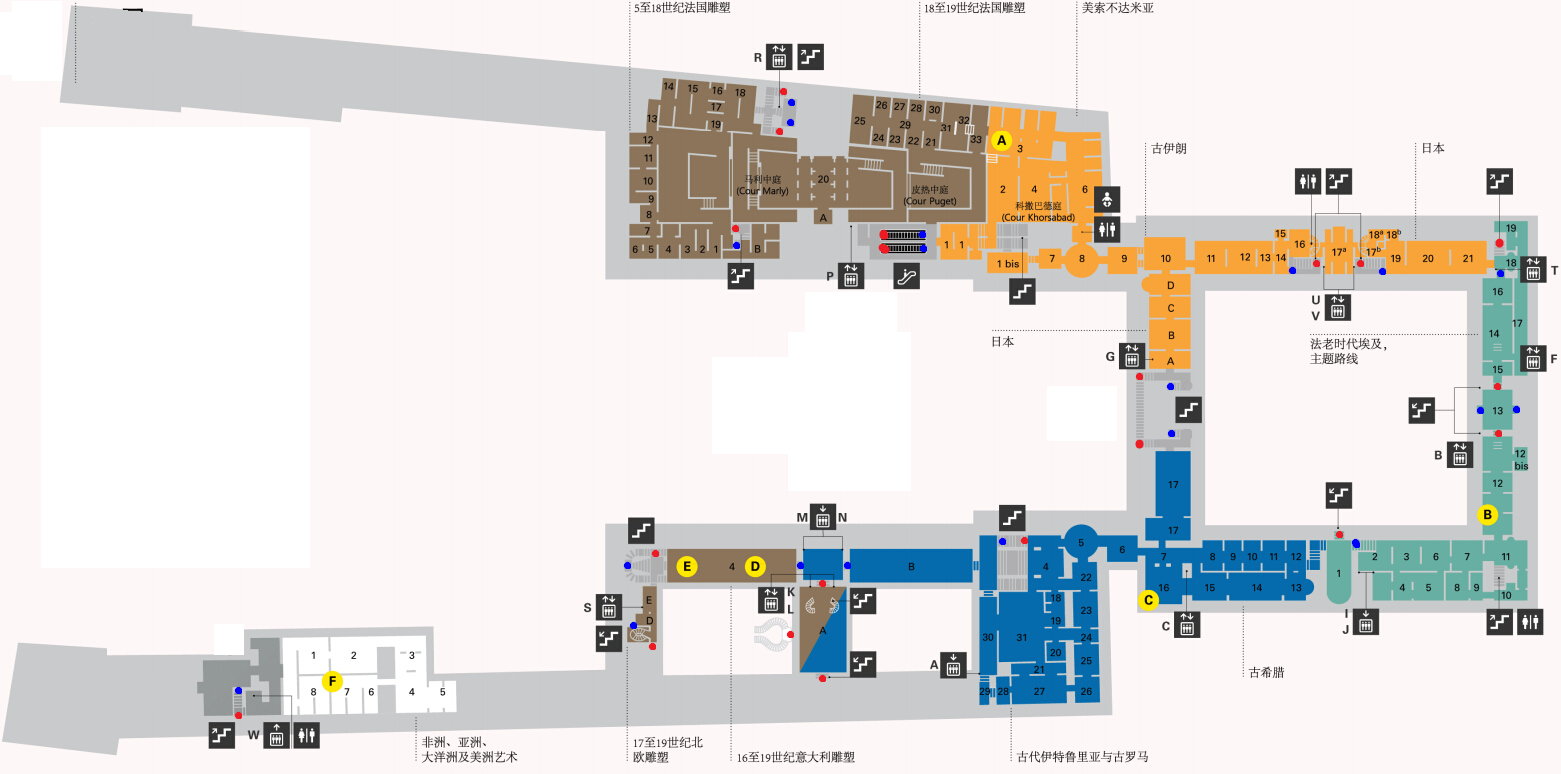 5至18世纪法国雕塑
18至19世纪法国雕塑
美索不达米亚
R
14 15 16 18
17
13 19
12
11
10
9
8
7
6 5 4 3 2 1 B
马利中庭
(Cour Marly)
20
A
26 27 28 30
25 29 32
31
24 23 22 21 33
皮热中庭
(Cour Puget)
A
3
2 4 6
科撒巴德庭
(Cour Khorsabad)
1 1
1 bis
7 8 9 10
P
古伊朗
日本
D
C
B
A
G
日本
11 12 13 14
15
16
17ª
18ª 18ᵇ
17ᵇ
19 20 21
U
V
19
18
T
16
17
14
15
F
法老时代埃及，
主题路线
13
B
12
bis
12
B
11
10
1
2 3 6 7
4 5 8 9
I
J
17
17
5
6
7 8 9 10 11 12
16 15 14 13
C
C
古希腊
4
22
18
23
19
24
30 31
20
25
21
29 28 27 26
A
古代伊特鲁里亚与古罗马
M N
B
E 4 D
K
L
A
S
E
D
17至19世纪北
欧雕塑
16至19世纪意大利雕塑
1 2 3
F
8 7 6 4 5
W
非洲、亚洲、
大洋洲及美洲艺术